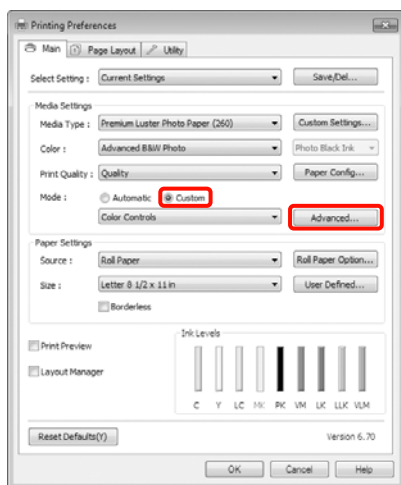 Printing Preferences
Main Page Layout Utility
Select Setting : Current Settings Save/Del...
Media Settings
Media Type : Premium Luster Photo Paper (260) Custom Settings...
Color : Advanced B&W Photo Photo Black Ink
Print Quality : Quality Paper Config...
Mode : Automatic Custom
Color Controls Advanced...
Paper Settings
Source : Roll Paper Roll Paper Option...
Size : Letter 8 1/2 x 11 in User Defined...
Borderless
Ink Levels
Print Preview
Layout Manager
C Y LC MK PK VM LK LLK VLM
Reset Defaults(Y) Version 6.70
OK Cancel Help